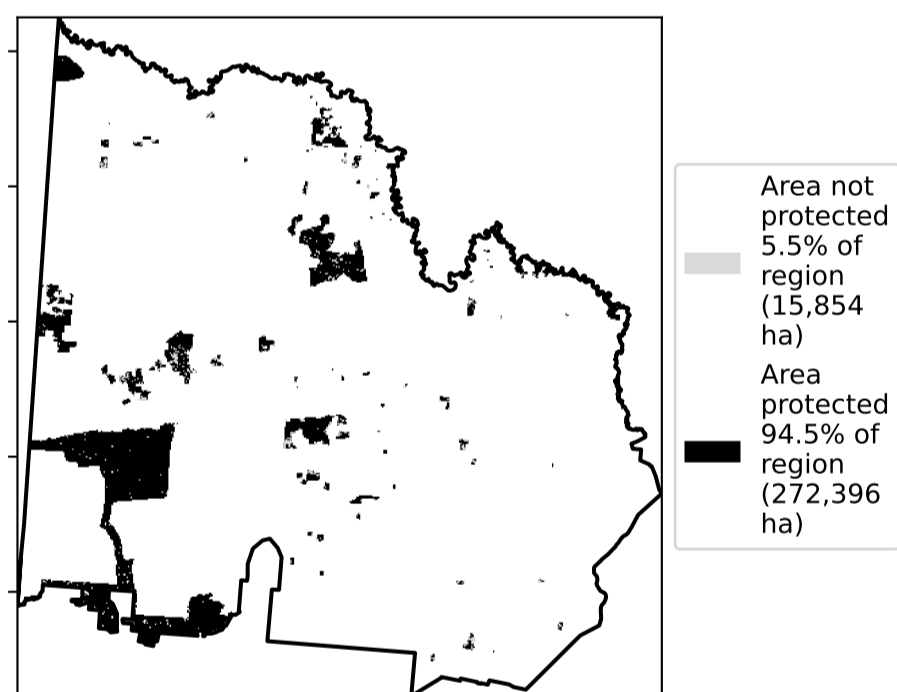 Area not
protected
5.5% of
region
(15,854
ha)
Area
protected
94.5% of
region
(272,396
ha)